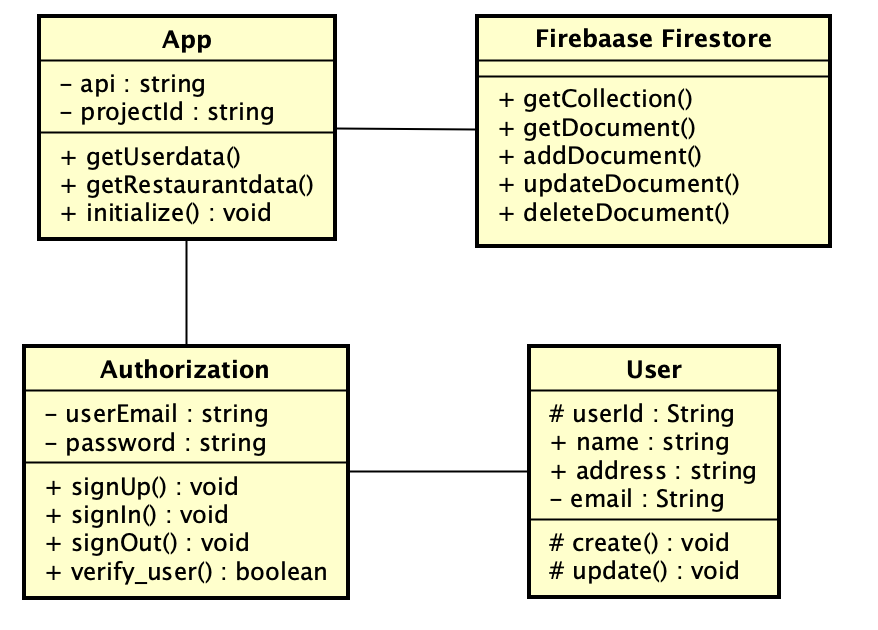 App
– api : string
– projectId : string
+ getUserdata()
+ getRestaurantdata()
+ initialize() : void
Firebaase Firestore
+ getCollection()
+ getDocument()
+ addDocument()
+ updateDocument()
+ deleteDocument()
Authorization
– userEmail : string
– password : string
+ signUp() : void
+ signIn() : void
+ signOut() : void
+ verify_user() : boolean
User
# userId : String
+ name : string
+ address : string
– email : String
# create() : void
# update() : void